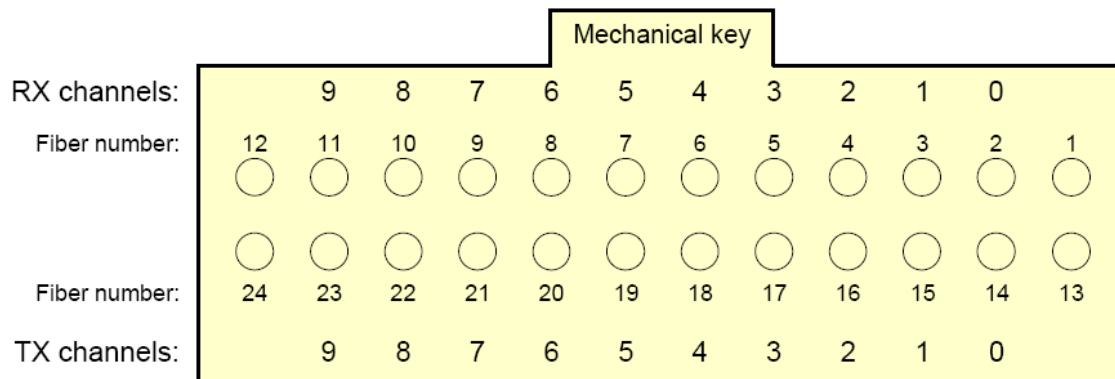 Mechanical key
RX channels: 9 8 7 6 5 4 3 2 1 0
Fiber number: 12 11 10 9 8 7 6 5 4 3 2 1
Fiber number: 24 23 22 21 20 19 18 17 16 15 14 13
TX channels: 9 8 7 6 5 4 3 2 1 0